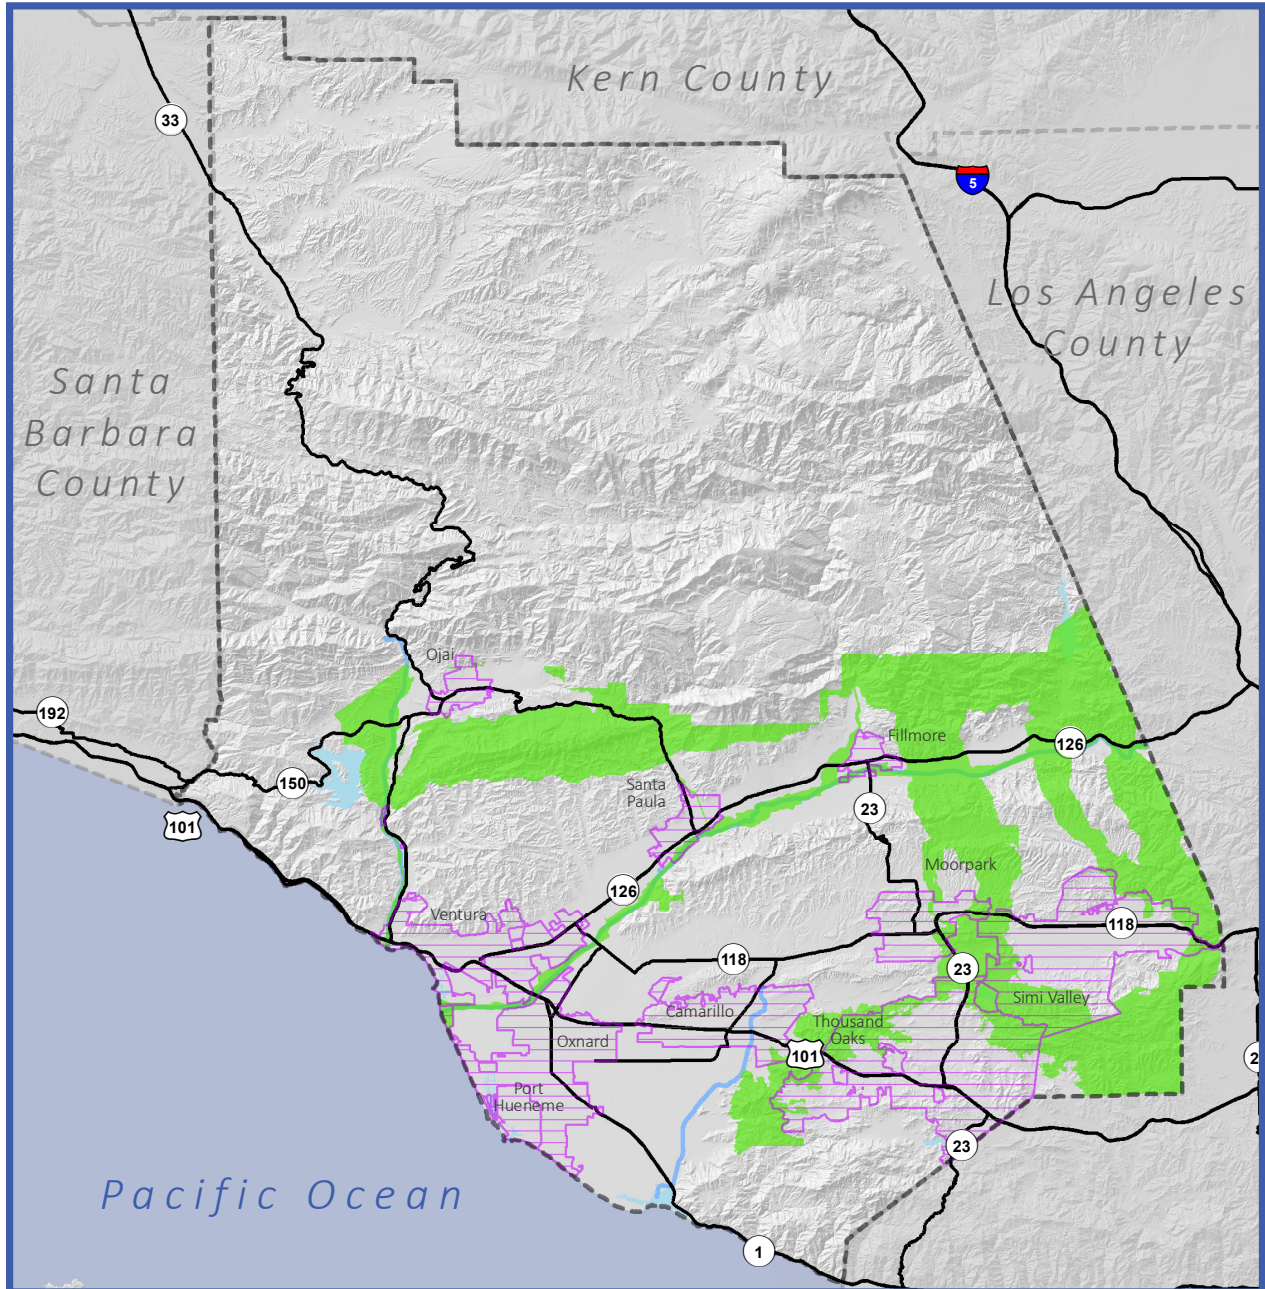 Kern County
33
5
Los Angeles
County
Santa
Barbara
County
Ojai
192
Fillmore
126
150
Santa
Paula
23
101
Moorpark
126
Ventura
118
118
23
Simi Valley
Camarillo
Thousand
Oaks
Oxnard
101
2
Port
Hueneme
23
Pacific Ocean
1